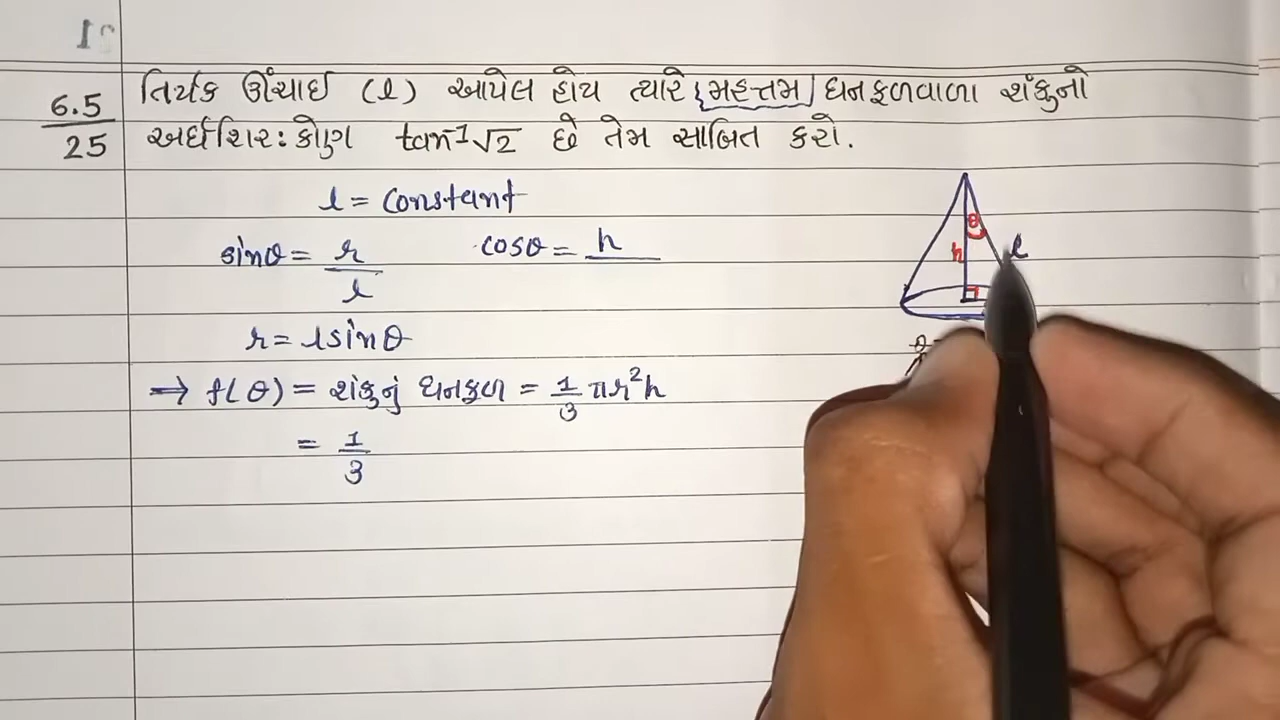 6.5/25 તિર્યક ઊંચાઈ (l) આપેલ હોય ત્યારે {મહત્તમ} ઘનફળવાળા શંકુનો
અર્ધશિરઃકોણ tan⁻¹√2 છે તેમ સાબિત કરો.
l = constant
sinθ = r/l cosθ = h/
r = l sinθ
⇒ f(θ) = શંકુનું ઘનફળ = 1/3 πr²h
= 1/3
θ
h
l
θ